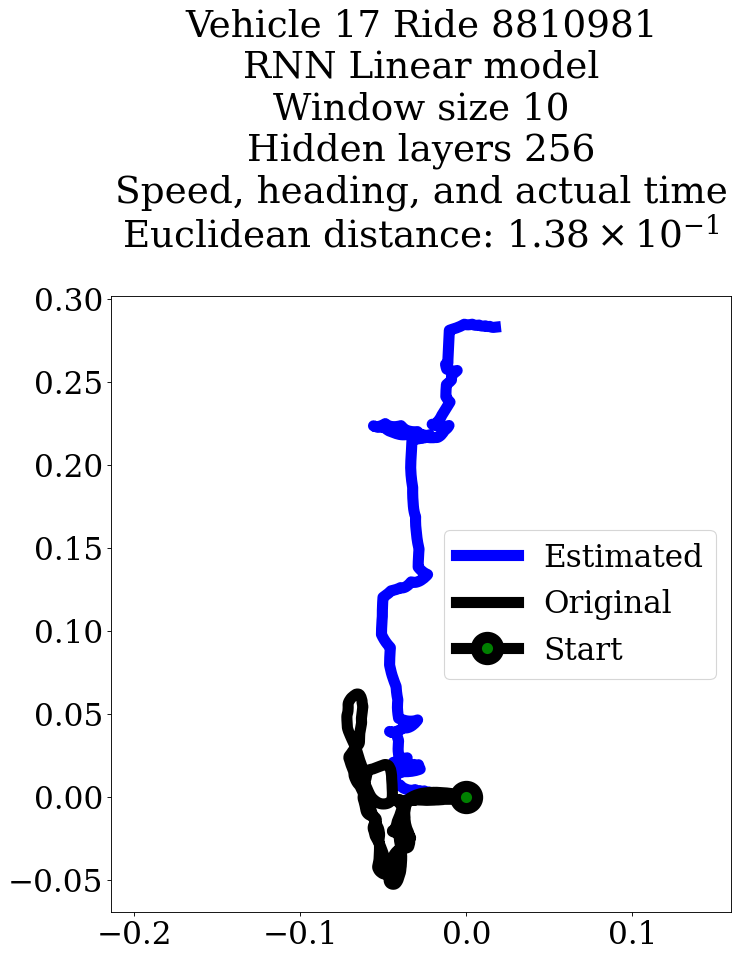 Vehicle 17 Ride 8810981
RNN Linear model
Window size 10
Hidden layers 256
Speed, heading, and actual time
Euclidean distance: 1.38 × 10⁻¹
0.30
0.25
0.20
0.15
0.10
0.05
0.00
−0.05
Estimated
Original
Start
−0.2 −0.1 0.0 0.1